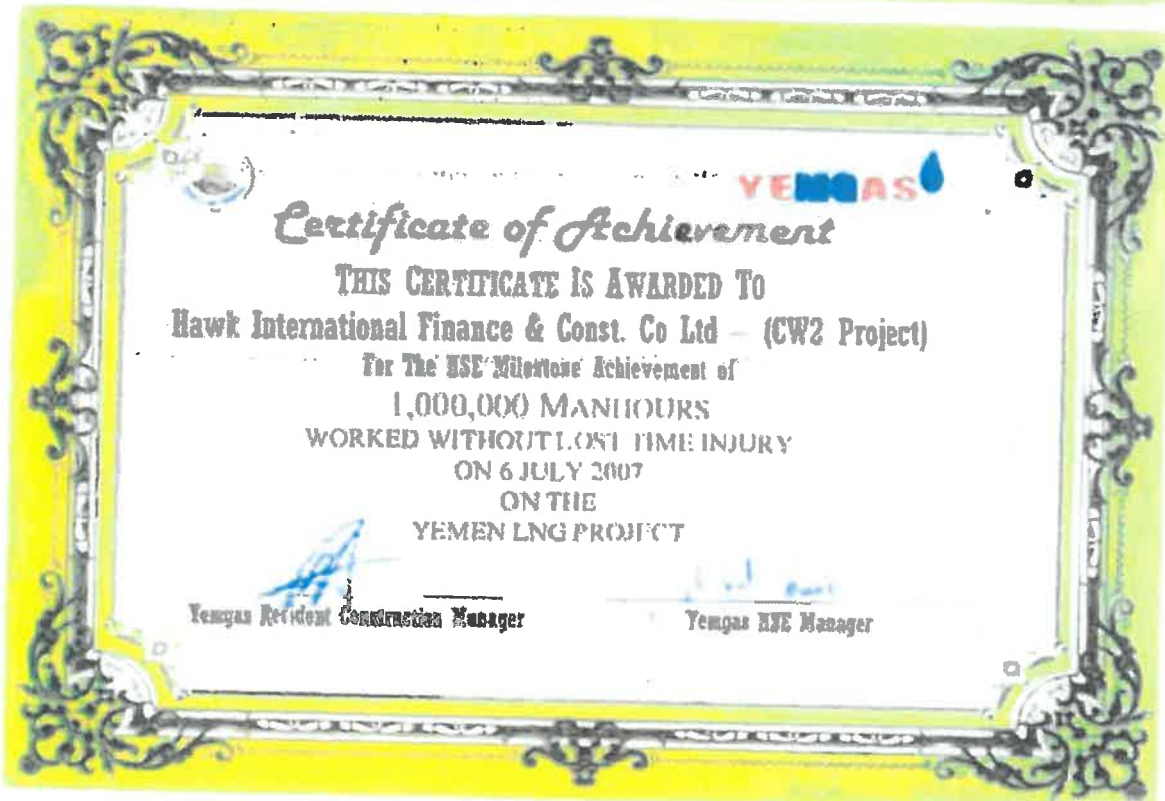 YEMGAS
Certificate of Achievement
THIS CERTIFICATE IS AWARDED TO
Hawk International Finance & Const. Co Ltd – (CW2 Project)
For The HSE Milestone Achievement of
1,000,000 MANHOURS
WORKED WITHOUT LOST TIME INJURY
ON 6 JULY 2007
ON THE
YEMEN LNG PROJECT
Yemgas Resident Construction Manager Yemgas HSE Manager